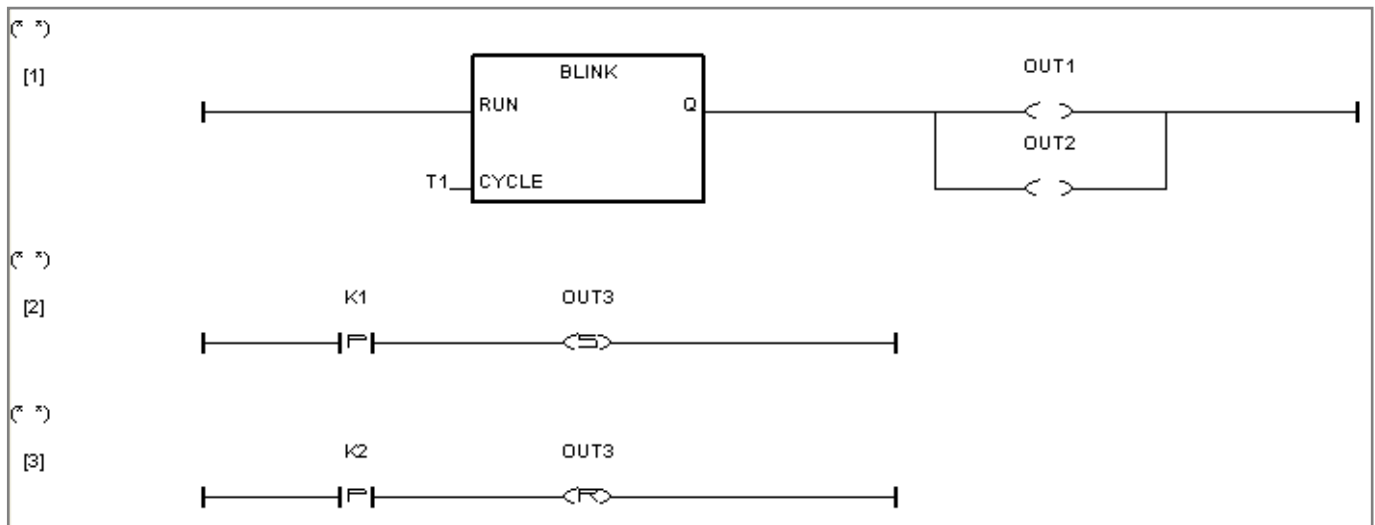 (* *)
[1]
BLINK
OUT1
RUN
Q
OUT2
T1
CYCLE
(* *)
[2]
K1
OUT3
P
S
(* *)
[3]
K2
OUT3
P
R